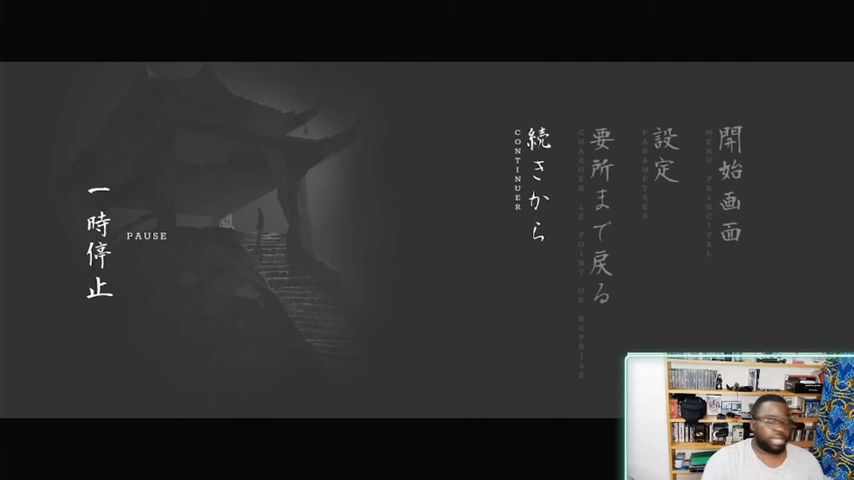 一時停止
PAUSE
続きから
CONTINUER
要所まで戻る
CHARGER LE POINT DE REPRISE
設定
PARAMÈTRES
開始画面
MENU PRINCIPAL